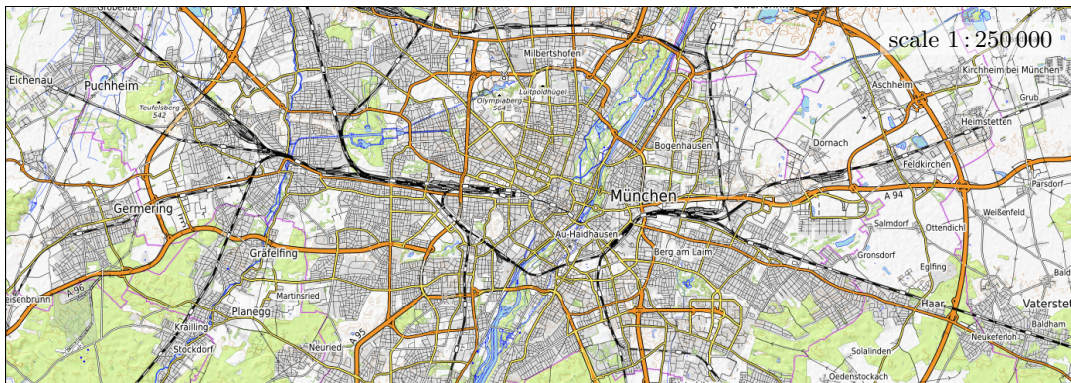 Gröbenzell
Milbertshofen
scale 1 : 250 000
Eichenau
Puchheim
Kirchheim bei München
Aschheim
Luitpoldhügel
Olympiaberg
564
Teufelsberg
542
Grub
Heimstetten
Dornach
Bogenhausen
Feldkirchen
Parsdorf
A 94
München
Germering
Weißenfeld
Salmdorf
Ottendichl
Au-Haidhausen
Berg am Laim
Gräfelfing
Gronsdorf
Eglfing
A 96
Martinsried
Haar
Planegg
Krailling
Baldham
Neukeferloh
A 95
Stockdorf
Neuried
Solalinden
Oedenstockach